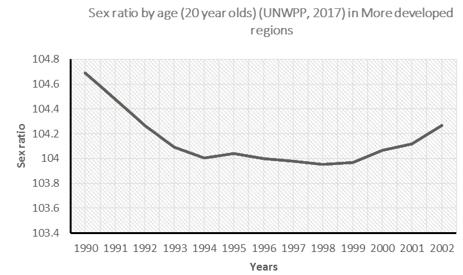 Sex ratio by age (20 year olds) (UNWPP, 2017) in More developed
regions
104.8
104.6
104.4
104.2
104
103.8
103.6
103.4
Sex ratio
1990 1991 1992 1993 1994 1995 1996 1997 1998 1999 2000 2001 2002
Years